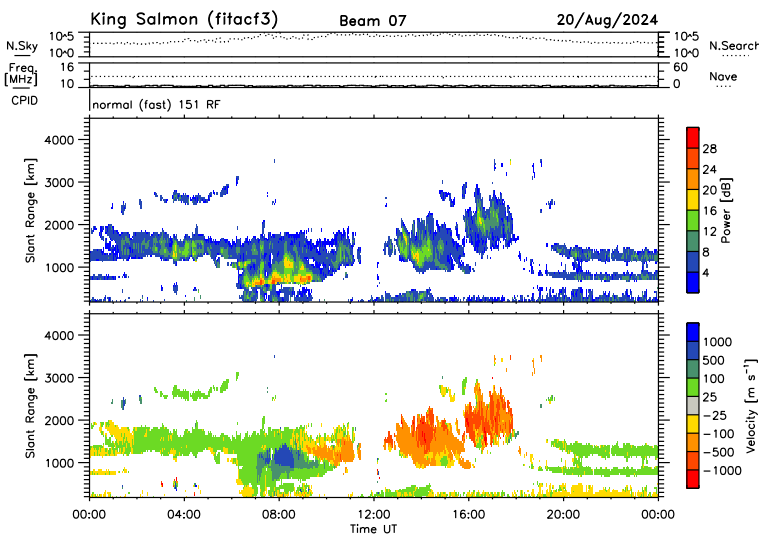 King Salmon (fitacf3) Beam 07 20/Aug/2024
N.Sky 10^5 10^0 10^5 10^0 N.Search
Freq. [MHz] 16 10 60 0 Nave
CPID normal (fast) 151 RF
Slant Range [km] 4000 3000 2000 1000
Power [dB] 28 24 20 16 12 8 4
Slant Range [km] 4000 3000 2000 1000
Velocity [m s⁻¹] 1000 500 100 25 −25 −100 −500 −1000
00:00 04:00 08:00 12:00 16:00 20:00 00:00
Time UT